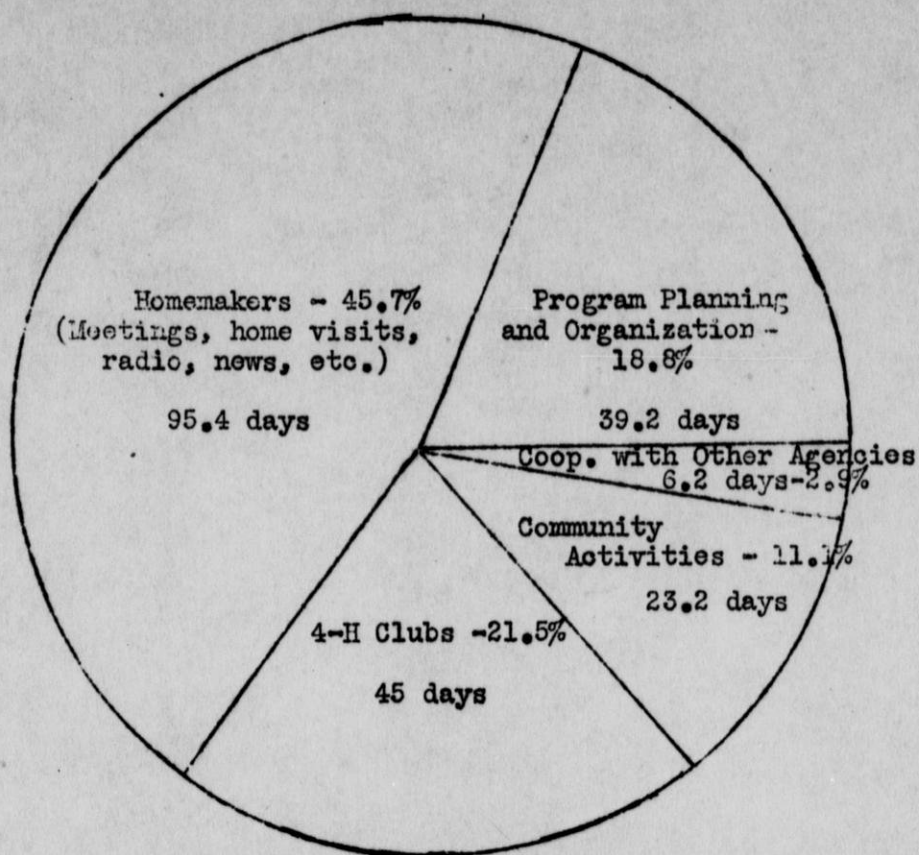 Homemakers - 45.7%
(Meetings, home visits,
radio, news, etc.)
95.4 days
Program Planning
and Organization -
18.8%
39.2 days
Coop. with Other Agencies
6.2 days-2.9%
Community
Activities - 11.1%
23.2 days
4-H Clubs -21.5%
45 days